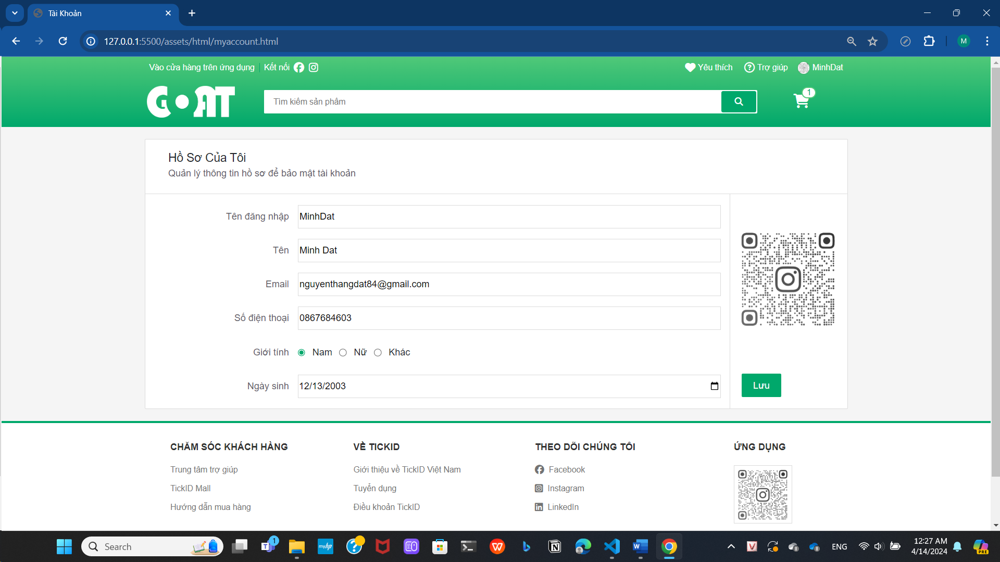 Tài Khoản
127.0.0.1:5500/assets/html/myaccount.html
M
Vào cửa hàng trên ứng dụng
Kết nối
Yêu thích
Trợ giúp
MinhDat
GOAT
Tìm kiếm sản phẩm
1
Hồ Sơ Của Tôi
Quản lý thông tin hồ sơ để bảo mật tài khoản
Tên đăng nhập MinhDat
Tên Minh Dat
Email nguyenthangdat84@gmail.com
Số điện thoại 0867684603
Giới tính Nam Nữ Khác
Ngày sinh 12/13/2003
Lưu
CHĂM SÓC KHÁCH HÀNG
Trung tâm trợ giúp
TickID Mall
Hướng dẫn mua hàng
VỀ TICKID
Giới thiệu về TickID Việt Nam
Tuyển dụng
Điều khoản TickID
THEO DÕI CHÚNG TÔI
Facebook
Instagram
LinkedIn
ỨNG DỤNG
Search
1
myhp
ENG
12:27 AM
4/14/2024
PRE